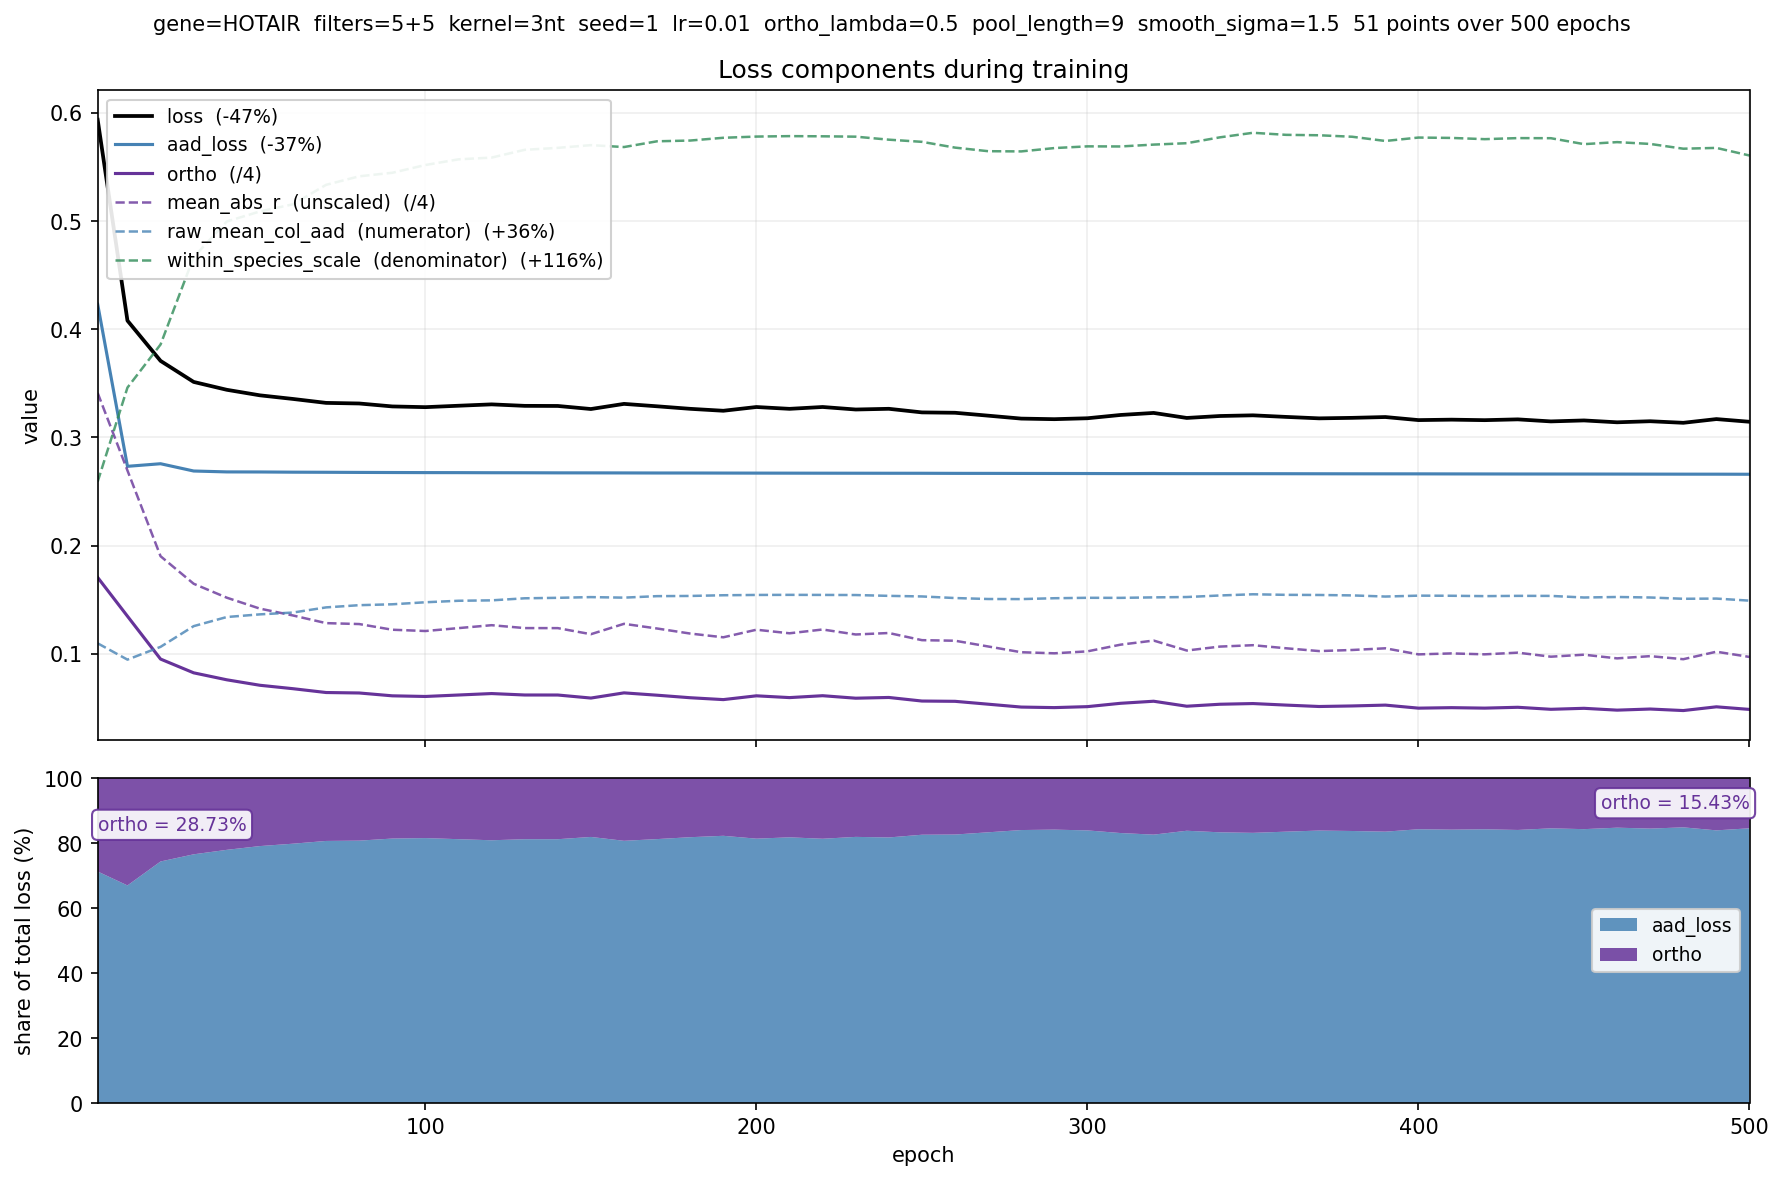 gene=HOTAIR  filters=5+5  kernel=3nt  seed=1  lr=0.01  ortho_lambda=0.5  pool_length=9  smooth_sigma=1.5  51 points over 500 epochs
Loss components during training
loss  (-47%)
aad_loss  (-37%)
ortho  (/4)
mean_abs_r  (unscaled)  (/4)
raw_mean_col_aad  (numerator)  (+36%)
within_species_scale  (denominator)  (+116%)
0.6
0.5
0.4
0.3
0.2
0.1
value
100
80
60
40
20
0
share of total loss (%)
ortho = 28.73%
ortho = 15.43%
aad_loss
ortho
100
200
300
400
500
epoch